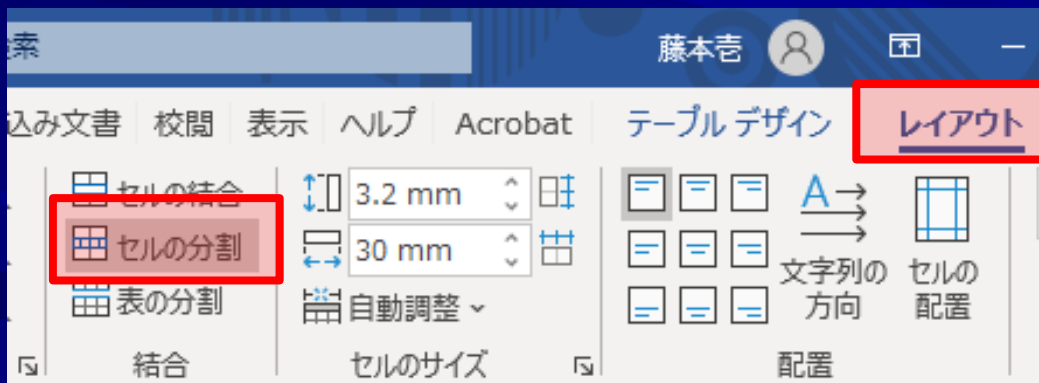 索
藤本壱
込み文書 校閲 表示 ヘルプ Acrobat テーブル デザイン レイアウト
セルの結合
セルの分割
表の分割
3.2 mm
30 mm
自動調整
A
文字列の
方向
セルの
配置
結合 セルのサイズ 配置